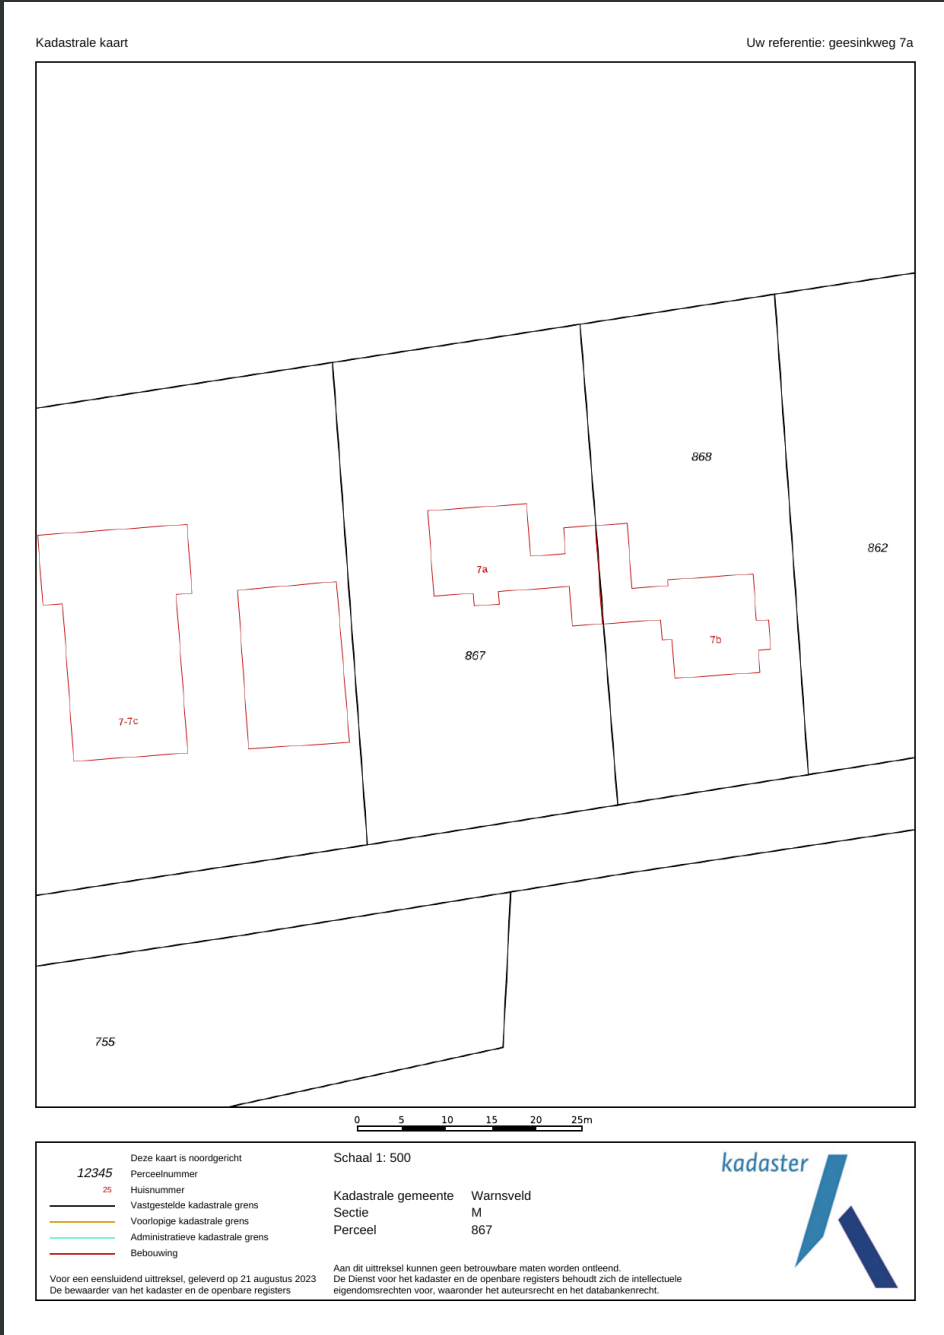 Kadastrale kaart
Uw referentie: geesinkweg 7a
868
862
7a
7b
867
7-7c
755
0 5 10 15 20 25m
Deze kaart is noordgericht
12345 Perceelnummer
25 Huisnummer
Vastgestelde kadastrale grens
Voorlopige kadastrale grens
Administratieve kadastrale grens
Bebouwing
Voor een eensluidend uittreksel, geleverd op 21 augustus 2023
De bewaarder van het kadaster en de openbare registers
Schaal 1: 500
Kadastrale gemeente Warnsveld
Sectie M
Perceel 867
Aan dit uittreksel kunnen geen betrouwbare maten worden ontleend.
De Dienst voor het kadaster en de openbare registers behoudt zich de intellectuele
eigendomsrechten voor, waaronder het auteursrecht en het databankenrecht.
kadaster